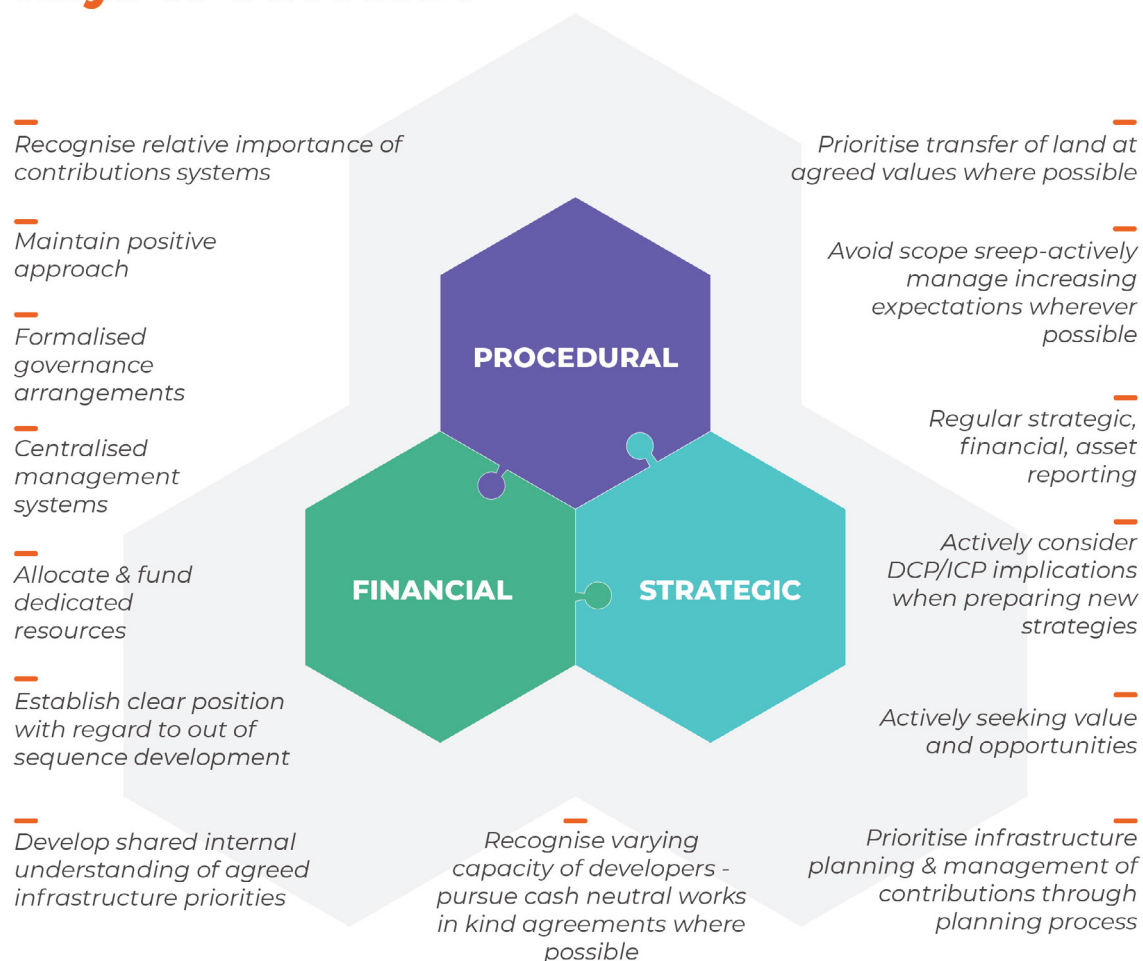 Recognise relative importance of
contributions systems
Maintain positive
approach
Formalised
governance
arrangements
Centralised
management
systems
Allocate & fund
dedicated
resources
Establish clear position
with regard to out of
sequence development
Develop shared internal
understanding of agreed
infrastructure priorities
PROCEDURAL
FINANCIAL
STRATEGIC
Recognise varying
capacity of developers -
pursue cash neutral works
in kind agreements where
possible
Prioritise transfer of land at
agreed values where possible
Avoid scope sreep-actively
manage increasing
expectations wherever
possible
Regular strategic,
financial, asset
reporting
Actively consider
DCP/ICP implications
when preparing new
strategies
Actively seeking value
and opportunities
Prioritise infrastructure
planning & management of
contributions through
planning process